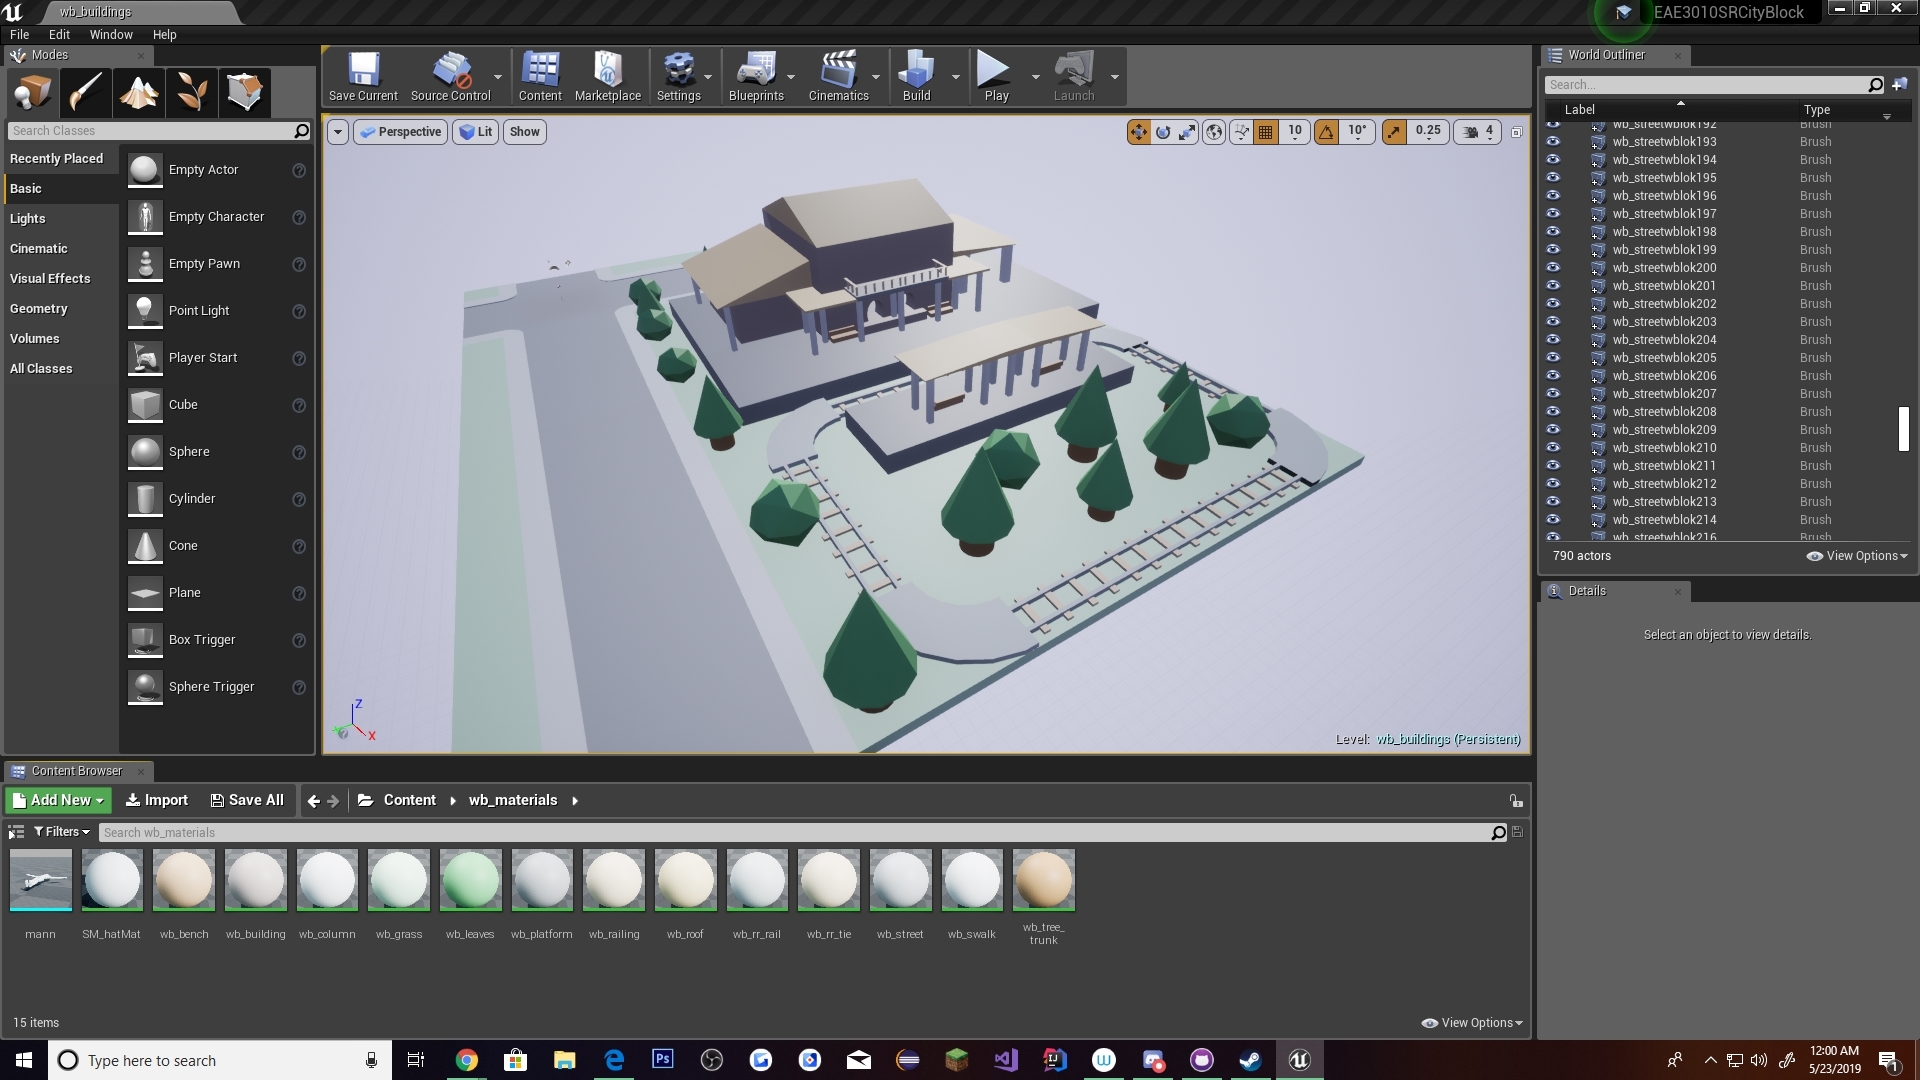 wb_buildings
EAE3010SRCityBlock
File Edit Window Help
Modes
Search Classes
Recently Placed
Basic
Lights
Cinematic
Visual Effects
Geometry
Volumes
All Classes
Empty Actor
Empty Character
Empty Pawn
Point Light
Player Start
Cube
Sphere
Cylinder
Cone
Plane
Box Trigger
Sphere Trigger
Save Current
Source Control
Content
Marketplace
Settings
Blueprints
Cinematics
Build
Play
Launch
Perspective Lit Show
10 10° 0.25 4
Z
X
Level: wb_buildings (Persistent)
World Outliner
Search...
Label Type
wb_streetwblok192 Brush
wb_streetwblok193 Brush
wb_streetwblok194 Brush
wb_streetwblok195 Brush
wb_streetwblok196 Brush
wb_streetwblok197 Brush
wb_streetwblok198 Brush
wb_streetwblok199 Brush
wb_streetwblok200 Brush
wb_streetwblok201 Brush
wb_streetwblok202 Brush
wb_streetwblok203 Brush
wb_streetwblok204 Brush
wb_streetwblok205 Brush
wb_streetwblok206 Brush
wb_streetwblok207 Brush
wb_streetwblok208 Brush
wb_streetwblok209 Brush
wb_streetwblok210 Brush
wb_streetwblok211 Brush
wb_streetwblok212 Brush
wb_streetwblok213 Brush
wb_streetwblok214 Brush
wb_streetwblok216 Brush
790 actors View Options
Details
Select an object to view details.
Content Browser
Add New Import Save All Content wb_materials
Filters Search wb_materials
mann
SM_hatMat
wb_bench
wb_building
wb_column
wb_grass
wb_leaves
wb_platform
wb_railing
wb_roof
wb_rr_rail
wb_rr_tie
wb_street
wb_swalk
wb_tree_
trunk
15 items View Options
Type here to search
Ps
12:00 AM
5/23/2019
1